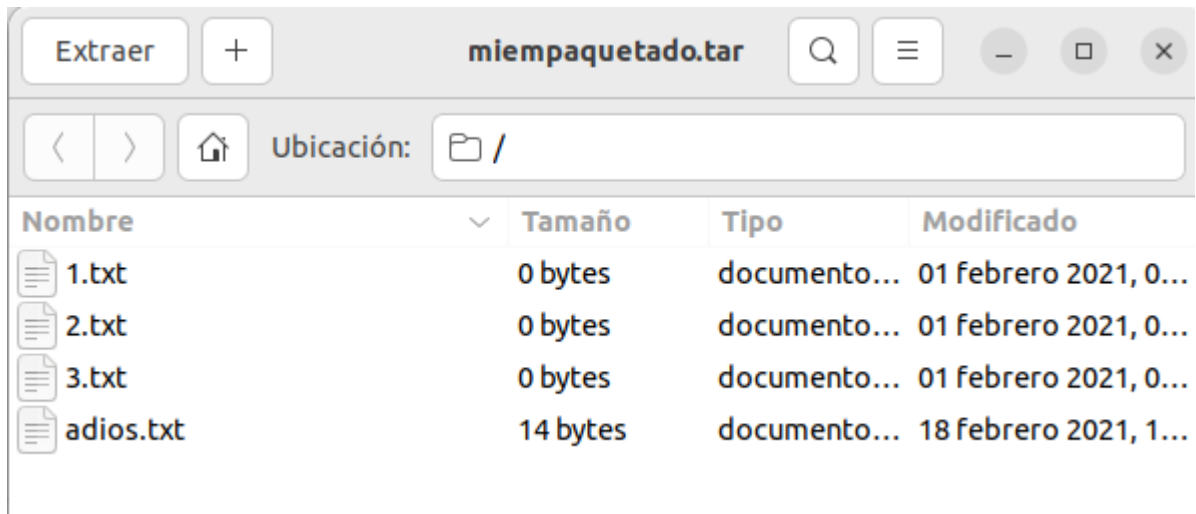 Extraer + miempaquetado.tar
Ubicación: /
Nombre Tamaño Tipo Modificado
1.txt 0 bytes documento... 01 febrero 2021, 0...
2.txt 0 bytes documento... 01 febrero 2021, 0...
3.txt 0 bytes documento... 01 febrero 2021, 0...
adios.txt 14 bytes documento... 18 febrero 2021, 1...